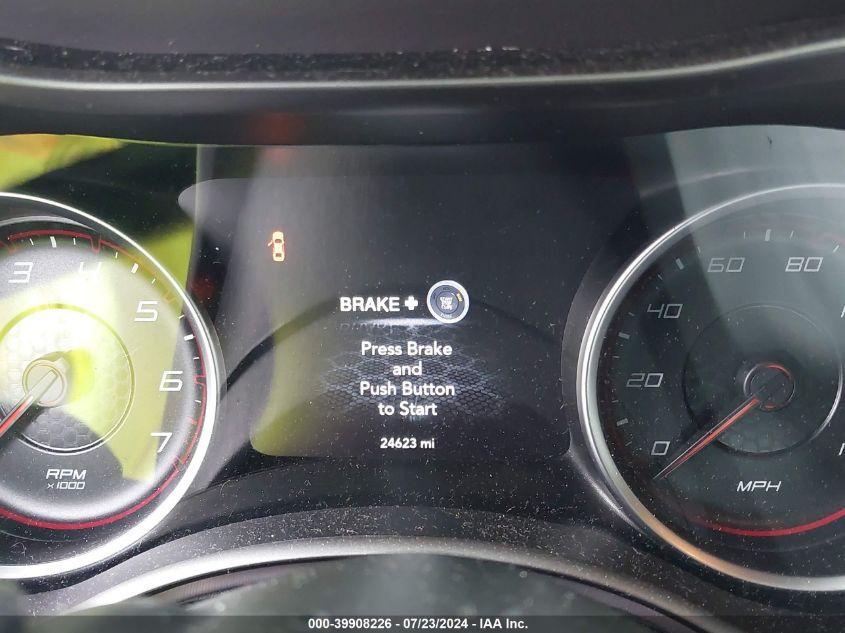 3 4 5 6 7
RPM
x1000
BRAKE +
Press Brake
and
Push Button
to Start
24623 mi
0 20 40 60 80
MPH
000-39908226 - 07/23/2024 - IAA Inc.